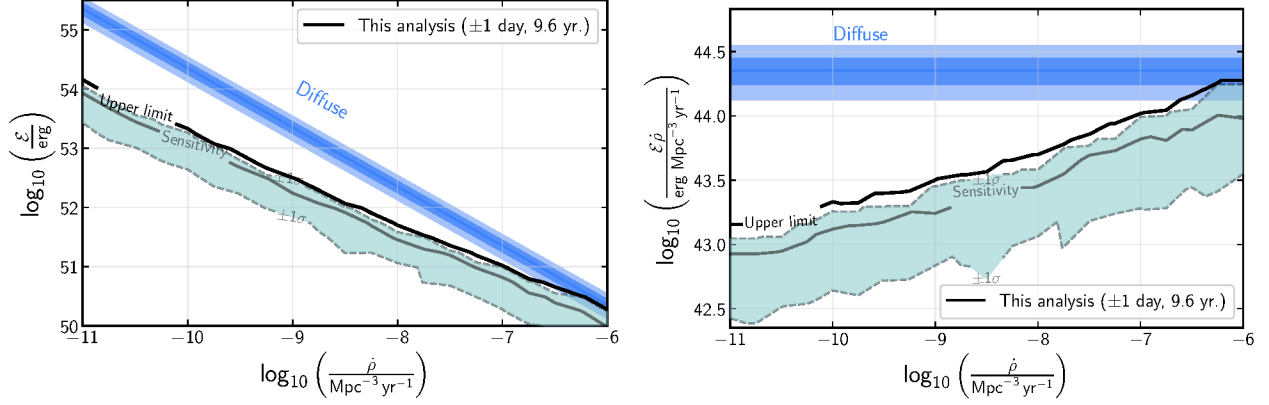 This analysis (±1 day, 9.6 yr.)
Diffuse
Upper limit
Sensitivity
±1σ
±1σ
55
54
53
52
51
50
−11
−10
−9
−8
−7
−6
log₁₀ (ℰ / erg)
log₁₀ (ρ̇ / Mpc⁻³ yr⁻¹)
Diffuse
Upper limit
±1σ
Sensitivity
±1σ
This analysis (±1 day, 9.6 yr.)
44.5
44.0
43.5
43.0
42.5
−11
−10
−9
−8
−7
−6
log₁₀ (ℰρ̇ / erg Mpc⁻³ yr⁻¹)
log₁₀ (ρ̇ / Mpc⁻³ yr⁻¹)